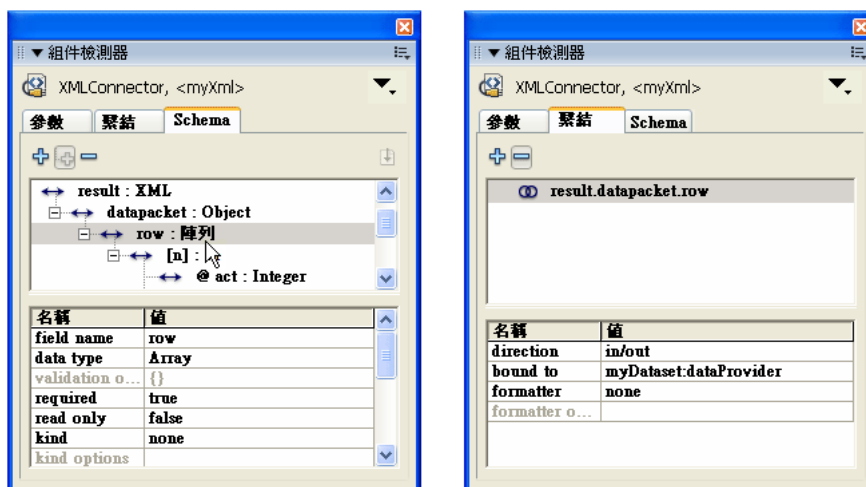 ▼ 組件檢測器
XMLConnector, <myXml>
參數 繫結 Schema
result : XML
datapacket : Object
row : 陣列
[n] :
@ act : Integer
名稱 值
field name row
data type Array
validation o... {}
required true
read only false
kind none
kind options
▼ 組件檢測器
XMLConnector, <myXml>
參數 繫結 Schema
result.datapacket.row
名稱 值
direction in/out
bound to myDataset:dataProvider
formatter none
formatter o...